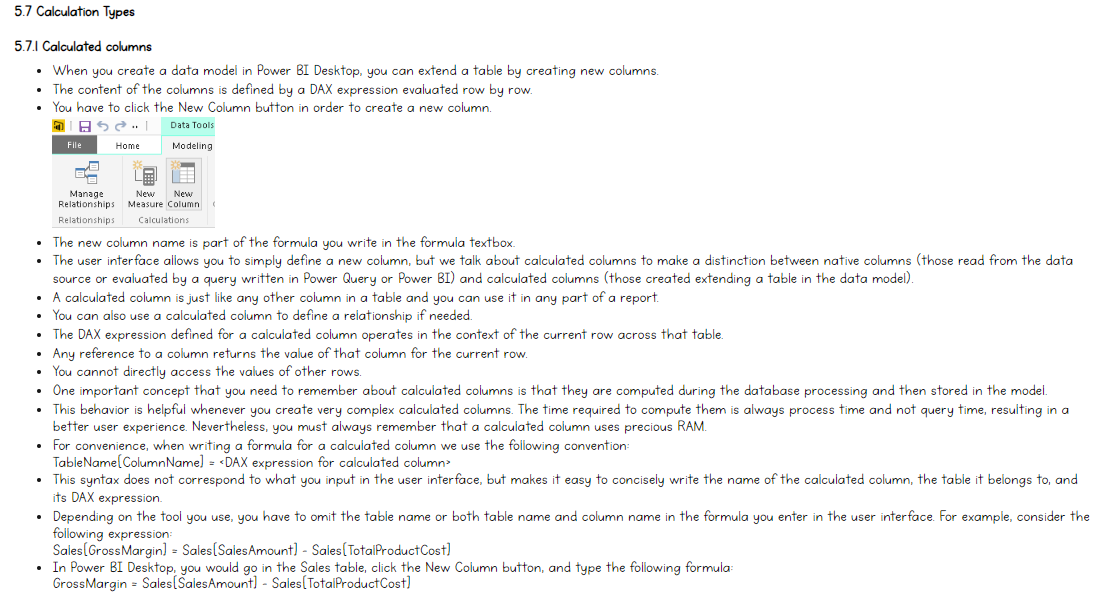 5.7 Calculation Types
5.7.1 Calculated columns
• When you create a data model in Power BI Desktop, you can extend a table by creating new columns.
• The content of the columns is defined by a DAX expression evaluated row by row.
• You have to click the New Column button in order to create a new column.
Data Tools
File Home Modeling
Manage Relationships
New Measure
New Column
Relationships Calculations
• The new column name is part of the formula you write in the formula textbox.
• The user interface allows you to simply define a new column, but we talk about calculated columns to make a distinction between native columns (those read from the data
source or evaluated by a query written in Power Query or Power BI) and calculated columns (those created extending a table in the data model).
• A calculated column is just like any other column in a table and you can use it in any part of a report.
• You can also use a calculated column to define a relationship if needed.
• The DAX expression defined for a calculated column operates in the context of the current row across that table.
• Any reference to a column returns the value of that column for the current row.
• You cannot directly access the values of other rows.
• One important concept that you need to remember about calculated columns is that they are computed during the database processing and then stored in the model.
• This behavior is helpful whenever you create very complex calculated columns. The time required to compute them is always process time and not query time, resulting in a
better user experience. Nevertheless, you must always remember that a calculated column uses precious RAM.
• For convenience, when writing a formula for a calculated column we use the following convention:
TableName[ColumnName] = <DAX expression for calculated column>
• This syntax does not correspond to what you input in the user interface, but makes it easy to concisely write the name of the calculated column, the table it belongs to, and
its DAX expression.
• Depending on the tool you use, you have to omit the table name or both table name and column name in the formula you enter in the user interface. For example, consider the
following expression:
Sales[GrossMargin] = Sales[SalesAmount] - Sales[TotalProductCost]
• In Power BI Desktop, you would go in the Sales table, click the New Column button, and type the following formula:
GrossMargin = Sales[SalesAmount] - Sales[TotalProductCost]